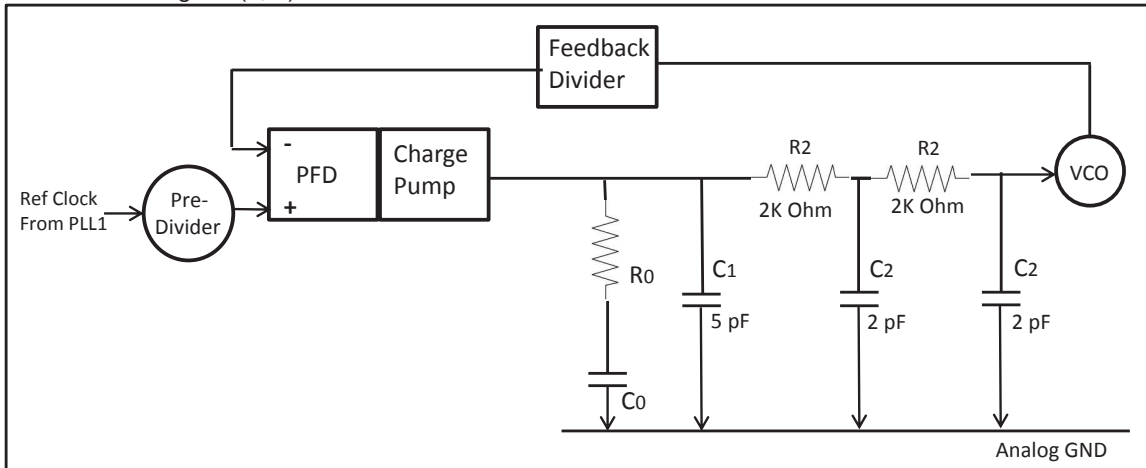 Feedback
Divider
-
PFD
+
Charge
Pump
Ref Clock
From PLL1
Pre-
Divider
R2
2K Ohm
R2
2K Ohm
VCO
R0
C1
5 pF
C2
2 pF
C2
2 pF
C0
Analog GND